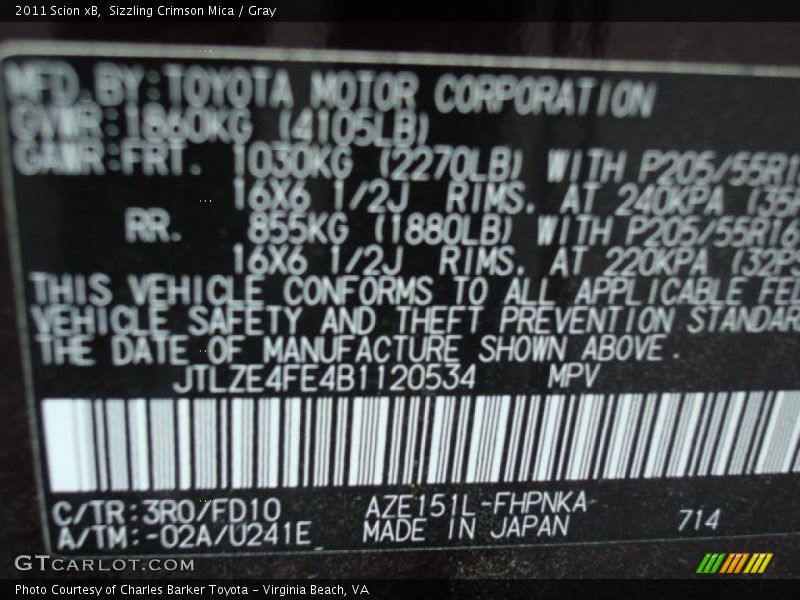 2011 Scion xB,  Sizzling Crimson Mica / Gray
MFD BY:TOYOTA MOTOR CORPORATION
GVWR:1860KG (4105LB)
GAWR:FRT. 1030KG (2270LB) WITH P205/55R16
16X6 1/2J RIMS. AT 240KPA (35P
RR. 855KG (1880LB) WITH P205/55R16
16X6 1/2J RIMS. AT 220KPA (32PS
THIS VEHICLE CONFORMS TO ALL APPLICABLE FED
VEHICLE SAFETY AND THEFT PREVENTION STANDAR
THE DATE OF MANUFACTURE SHOWN ABOVE.
JTLZE4FE4B1120534 MPV
C/TR:3R0/FD10 AZE151L-FHPNKA 714
A/TM:-02A/U241E MADE IN JAPAN
GTCARLOT.COM
Photo Courtesy of Charles Barker Toyota - Virginia Beach, VA